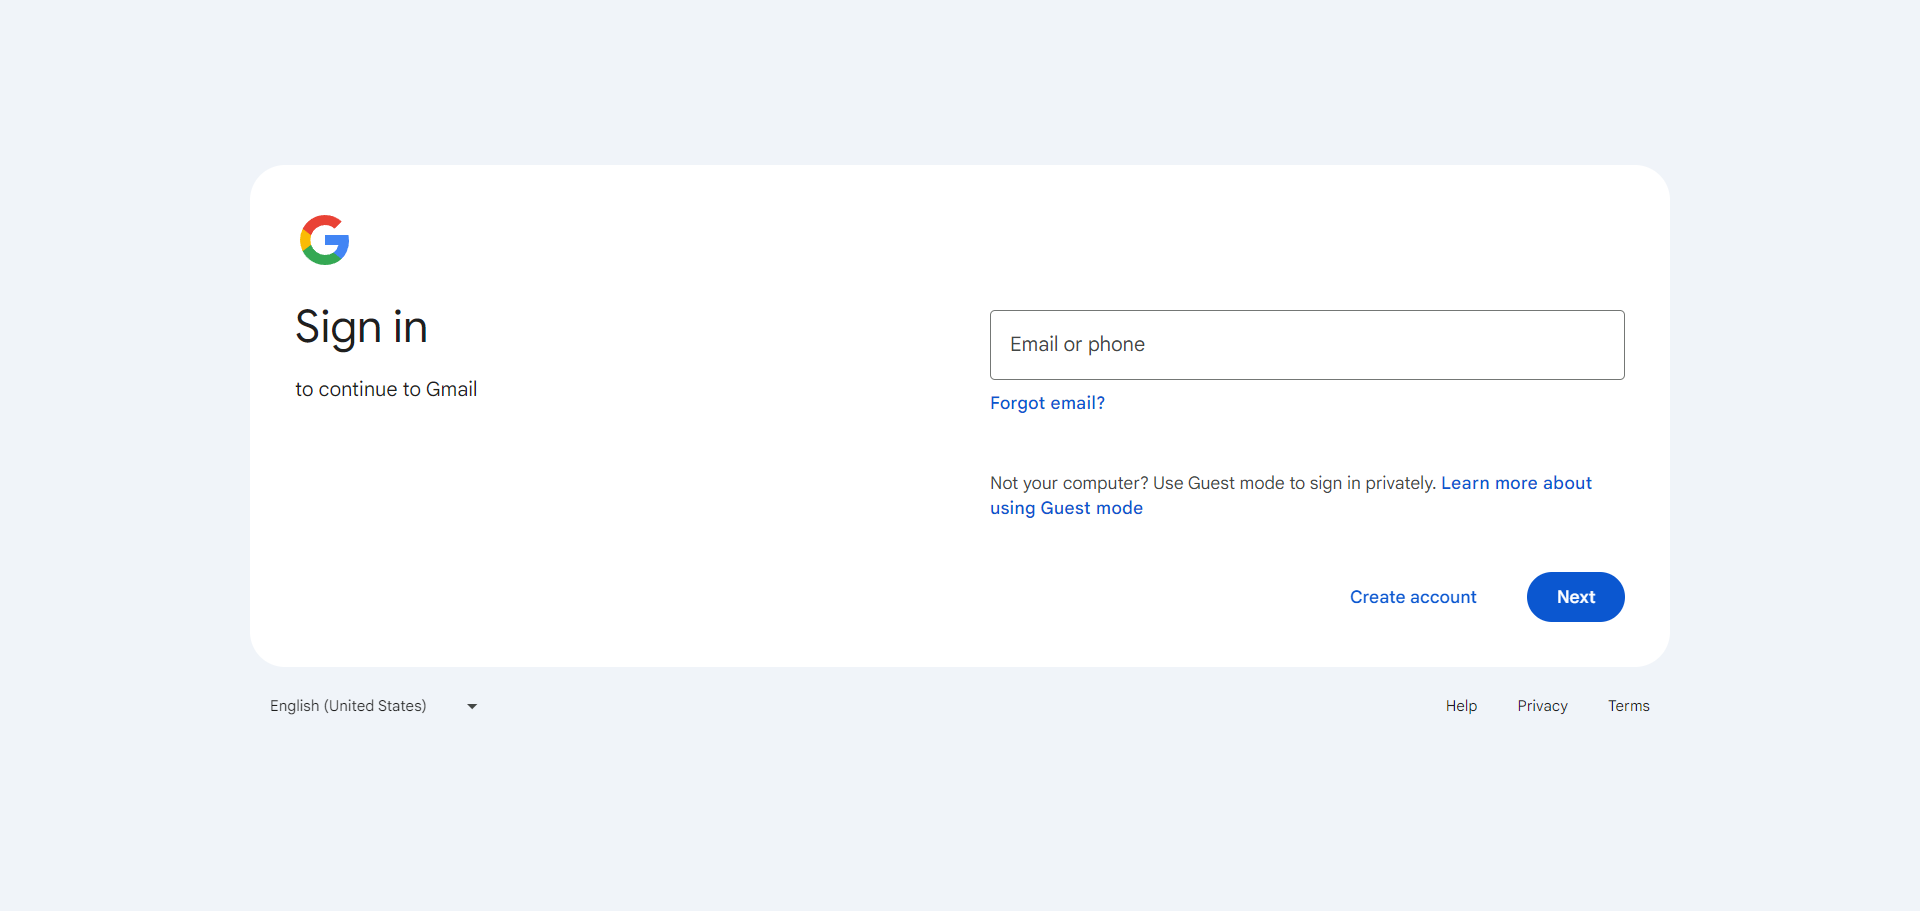 Sign in
to continue to Gmail
Email or phone
Forgot email?
Not your computer? Use Guest mode to sign in privately. Learn more about
using Guest mode
Create account
Next
English (United States)
Help
Privacy
Terms